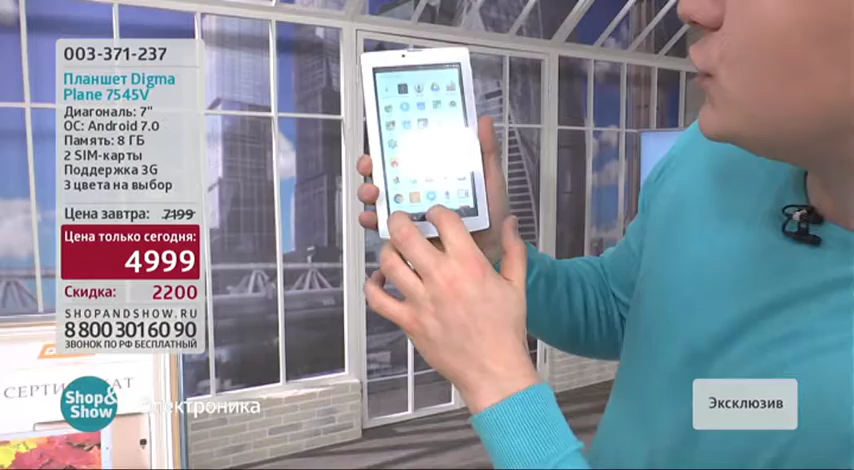 003-371-237
Планшет Digma
Plane 7545V
Диагональ: 7"
ОС: Android 7.0
Память: 8 ГБ
2 SIM-карты
Поддержка 3G
3 цвета на выбор
Цена завтра: 7199
Цена только сегодня:
4999
Скидка: 2200
SHOPANDSHOW.RU
8 800 301 60 90
ЗВОНОК ПО РФ БЕСПЛАТНЫЙ
Shop&
Show
Электроника
Эксклюзив